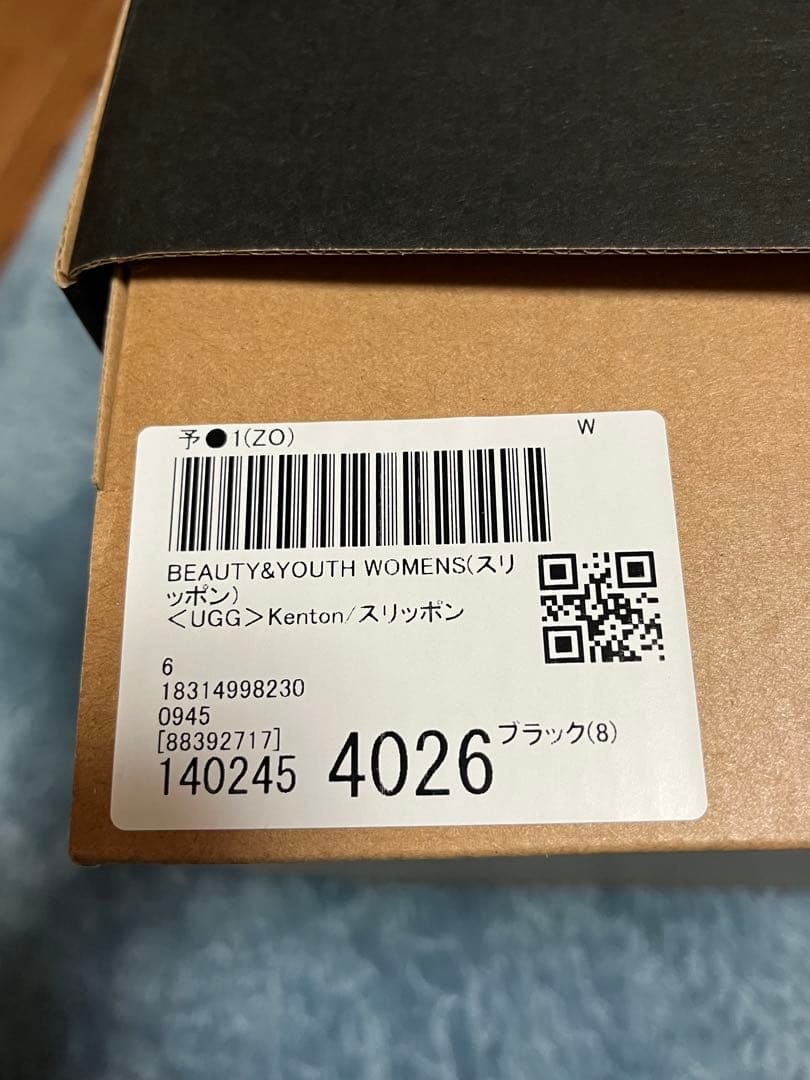 予●1(ZO)
W
BEAUTY&YOUTH WOMENS(スリ
ッポン)
<UGG>Kenton/スリッポン
6
18314998230
0945
[88392717]
140245 4026 ブラック(8)